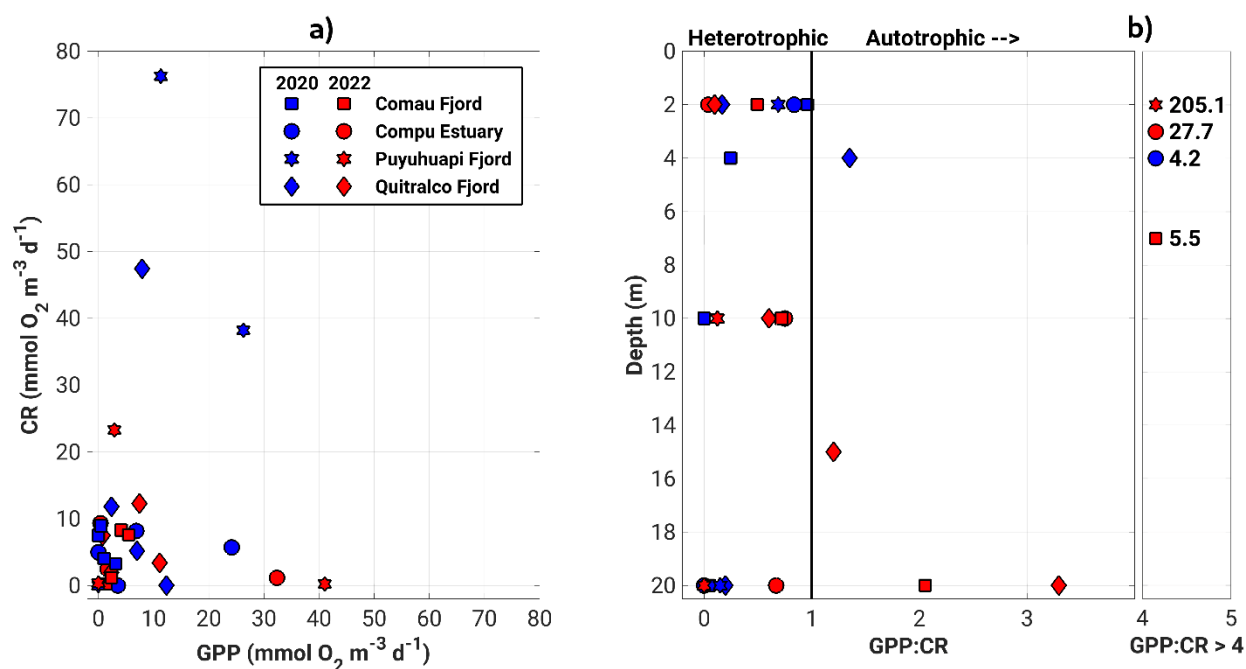 a)
80
70
60
50
40
30
20
10
0
CR (mmol O₂ m⁻³ d⁻¹)
2020 2022
Comau Fjord
Compu Estuary
Puyuhuapi Fjord
Quitralco Fjord
0 10 20 30 40 50 60 70 80
GPP (mmol O₂ m⁻³ d⁻¹)
b)
Heterotrophic Autotrophic -->
0
2
4
6
8
10
12
14
16
18
20
Depth (m)
205.1
27.7
4.2
5.5
0 1 2 3 4 5
GPP:CR GPP:CR > 4